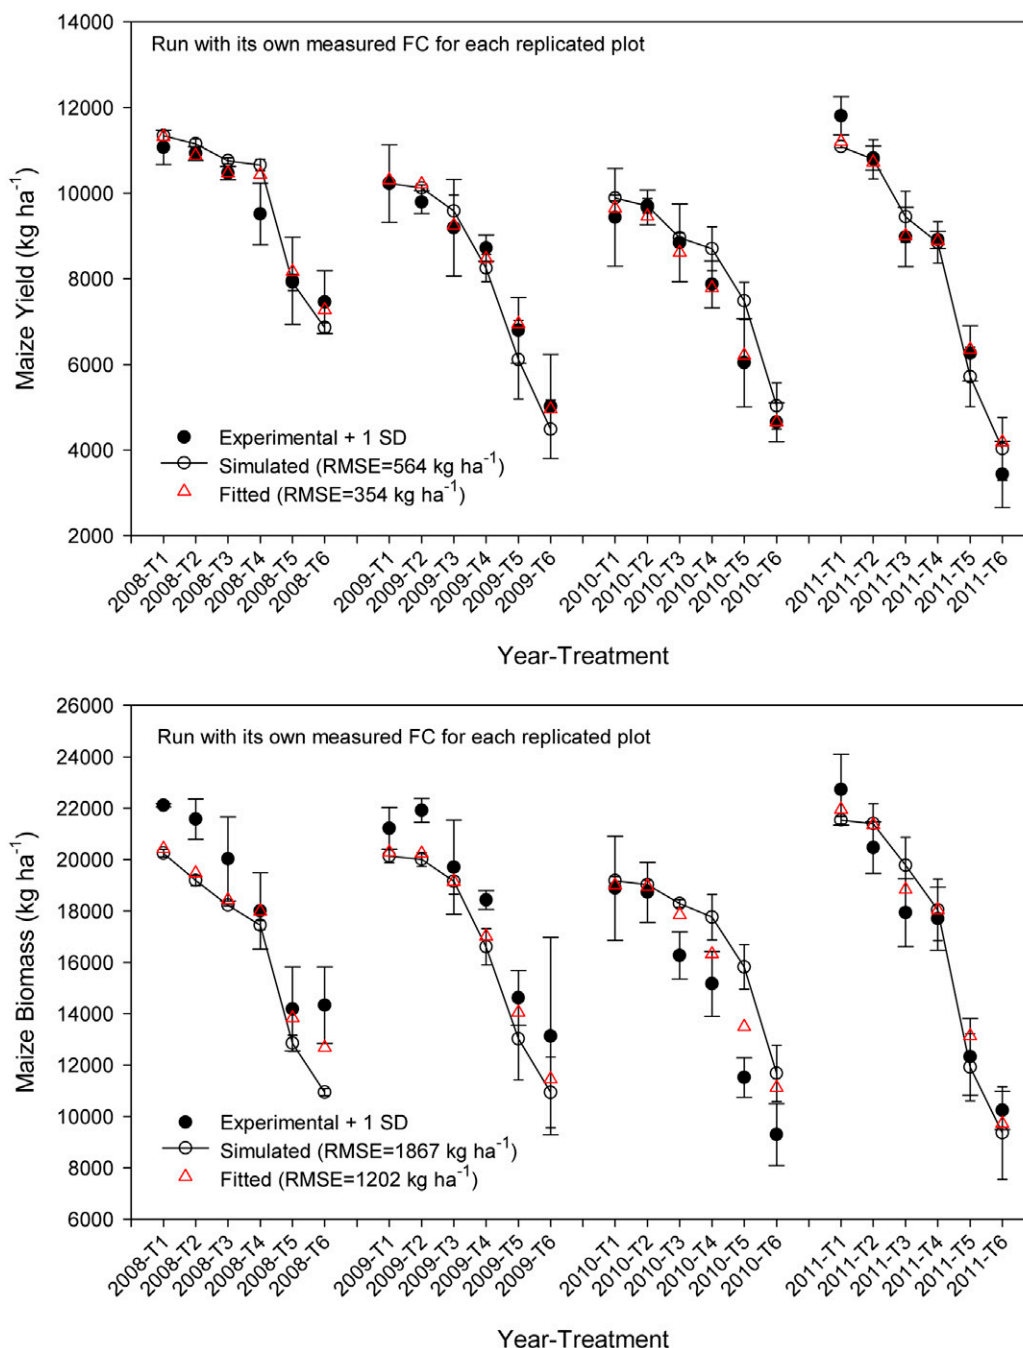 14000
Run with its own measured FC for each replicated plot
12000
10000
8000
6000
4000
2000
Maize Yield (kg ha⁻¹)
Experimental + 1 SD
Simulated (RMSE=564 kg ha⁻¹)
Fitted (RMSE=354 kg ha⁻¹)
2008-T1
2008-T2
2008-T3
2008-T4
2008-T5
2008-T6
2009-T1
2009-T2
2009-T3
2009-T4
2009-T5
2009-T6
2010-T1
2010-T2
2010-T3
2010-T4
2010-T5
2010-T6
2011-T1
2011-T2
2011-T3
2011-T4
2011-T5
2011-T6
Year-Treatment
26000
Run with its own measured FC for each replicated plot
24000
22000
20000
18000
16000
14000
12000
10000
8000
6000
Maize Biomass (kg ha⁻¹)
Experimental + 1 SD
Simulated (RMSE=1867 kg ha⁻¹)
Fitted (RMSE=1202 kg ha⁻¹)
2008-T1
2008-T2
2008-T3
2008-T4
2008-T5
2008-T6
2009-T1
2009-T2
2009-T3
2009-T4
2009-T5
2009-T6
2010-T1
2010-T2
2010-T3
2010-T4
2010-T5
2010-T6
2011-T1
2011-T2
2011-T3
2011-T4
2011-T5
2011-T6
Year-Treatment